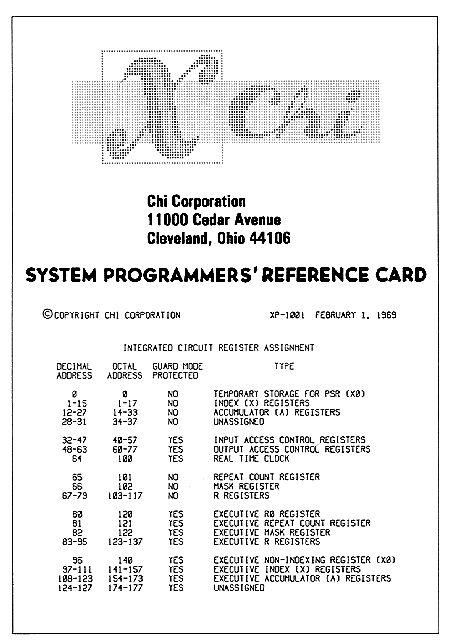 X Chi
Chi Corporation
11000 Cedar Avenue
Cleveland, Ohio 44106
SYSTEM PROGRAMMERS' REFERENCE CARD
©COPYRIGHT CHI CORPORATION XP-1001 FEBRUARY 1, 1969
INTEGRATED CIRCUIT REGISTER ASSIGNMENT
DECIMAL OCTAL GUARD MODE TYPE
ADDRESS ADDRESS PROTECTED
0 0 NO TEMPORARY STORAGE FOR PSR (X0)
1-15 1-17 NO INDEX (X) REGISTERS
12-27 14-33 NO ACCUMULATOR (A) REGISTERS
28-31 34-37 NO UNASSIGNED
32-47 40-57 YES INPUT ACCESS CONTROL REGISTERS
48-63 60-77 YES OUTPUT ACCESS CONTROL REGISTERS
64 100 YES REAL TIME CLOCK
65 101 NO REPEAT COUNT REGISTER
66 102 NO MASK REGISTER
67-79 103-117 NO R REGISTERS
80 120 YES EXECUTIVE R0 REGISTER
81 121 YES EXECUTIVE REPEAT COUNT REGISTER
82 122 YES EXECUTIVE MASK REGISTER
83-95 123-137 YES EXECUTIVE R REGISTERS
96 140 YES EXECUTIVE NON-INDEXING REGISTER (X0)
97-111 141-157 YES EXECUTIVE INDEX (X) REGISTERS
108-123 154-173 YES EXECUTIVE ACCUMULATOR (A) REGISTERS
124-127 174-177 YES UNASSIGNED